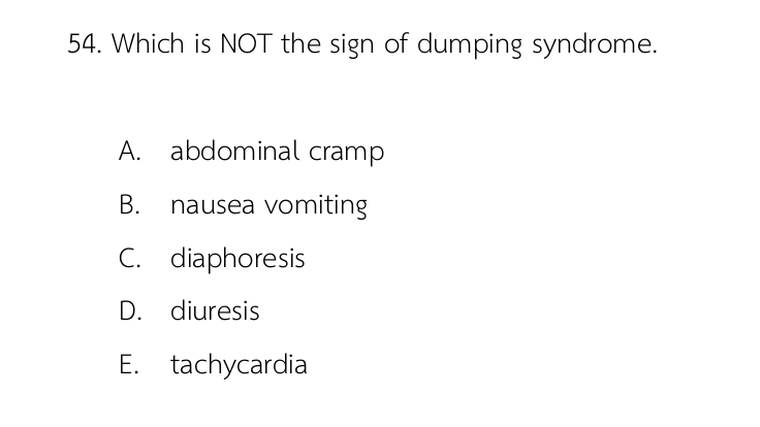 54. Which is NOT the sign of dumping syndrome.
A. abdominal cramp
B. nausea vomiting
C. diaphoresis
D. diuresis
E. tachycardia